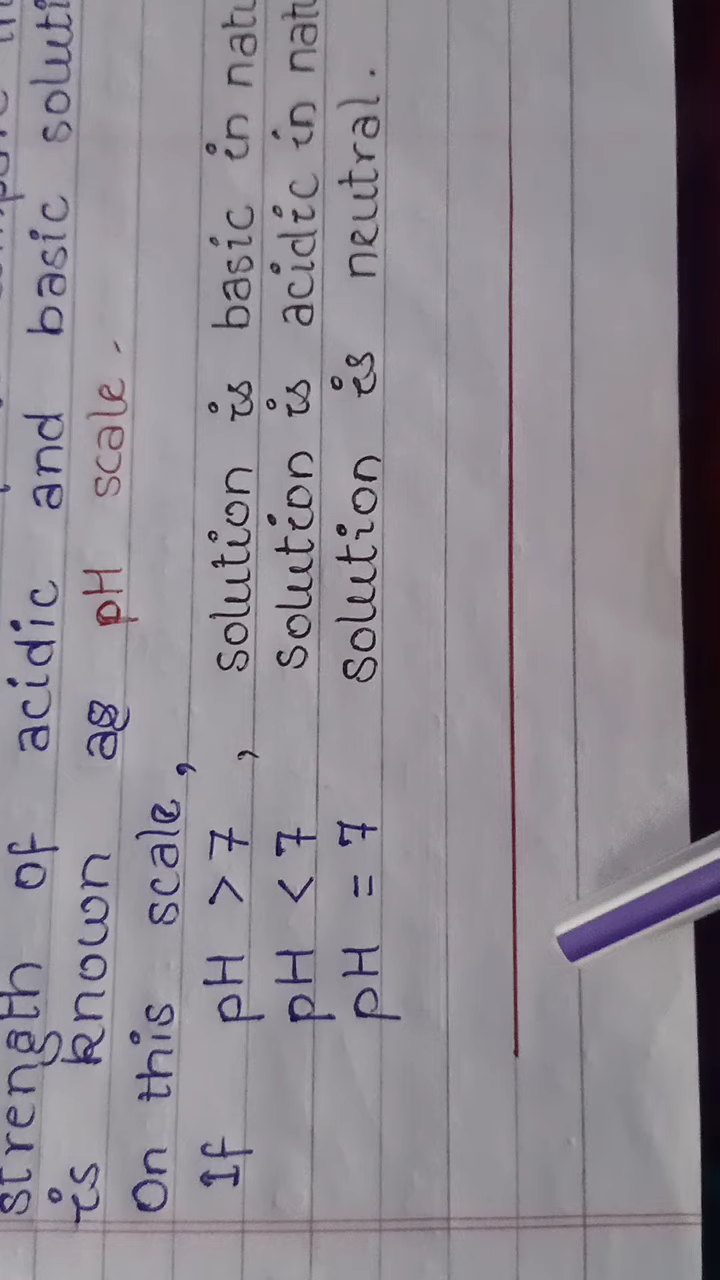 strength of acidic and basic soluti
is known as pH scale.
On this scale,
If pH > 7 , solution is basic in natu
pH < 7 solution is acidic in nat
pH = 7 solution is neutral.